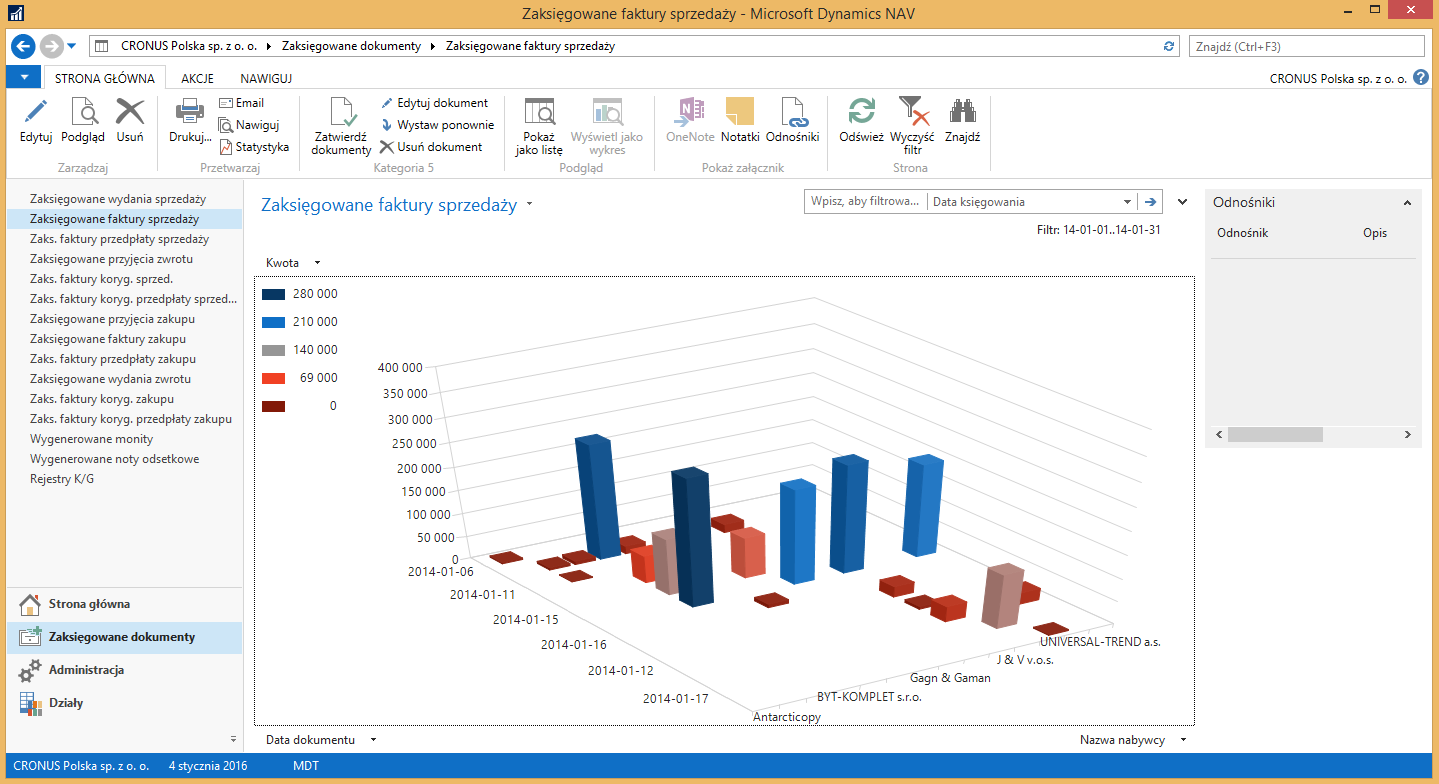 Zaksięgowane faktury sprzedaży - Microsoft Dynamics NAV
CRONUS Polska sp. z o. o. Zaksięgowane dokumenty Zaksięgowane faktury sprzedaży
Znajdź (Ctrl+F3)
STRONA GŁÓWNA AKCJE NAWIGUJ
CRONUS Polska sp. z o. o.
Edytuj Podgląd Usuń
Zarządzaj
Drukuj...
Email
Nawiguj
Statystyka
Przetwarzaj
Zatwierdź
dokumenty
Edytuj dokument
Wystaw ponownie
Usuń dokument
Kategoria 5
Pokaż
jako listę
Wyświetl jako
wykres
Podgląd
OneNote Notatki Odnośniki
Pokaż załącznik
Odśwież
Wyczyść
filtr
Znajdź
Strona
Zaksięgowane wydania sprzedaży
Zaksięgowane faktury sprzedaży
Zaks. faktury przedpłaty sprzedaży
Zaksięgowane przyjęcia zwrotu
Zaks. faktury koryg. sprzed.
Zaks. faktury koryg. przedpłaty sprzed...
Zaksięgowane przyjęcia zakupu
Zaksięgowane faktury zakupu
Zaks. faktury przedpłaty zakupu
Zaksięgowane wydania zwrotu
Zaks. faktury koryg. zakupu
Zaks. faktury koryg. przedpłaty zakupu
Wygenerowane monity
Wygenerowane noty odsetkowe
Rejestry K/G
Strona główna
Zaksięgowane dokumenty
Administracja
Działy
Zaksięgowane faktury sprzedaży
Wpisz, aby filtrowa... Data księgowania
Filtr: 14-01-01..14-01-31
Kwota
280 000
210 000
140 000
69 000
0
400 000
350 000
300 000
250 000
200 000
150 000
100 000
50 000
0
2014-01-06
2014-01-11
2014-01-15
2014-01-16
2014-01-12
2014-01-17
UNIVERSAL-TREND a.s.
J & V v.o.s.
Gagn & Gaman
BYT-KOMPLET s.r.o.
Antarcticopy
Data dokumentu
Nazwa nabywcy
Odnośniki
Odnośnik Opis
CRONUS Polska sp. z o. o. 4 stycznia 2016 MDT